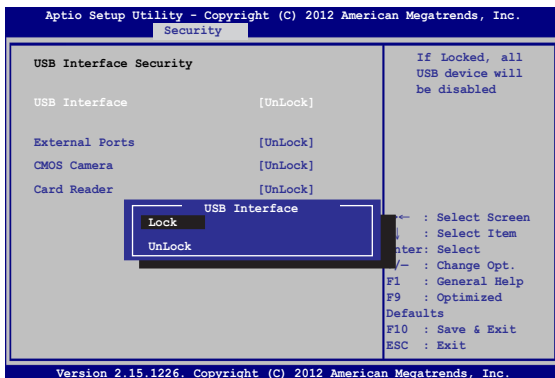 Aptio Setup Utility - Copyright (C) 2012 American Megatrends, Inc.
Security
USB Interface Security
USB Interface [UnLock]
External Ports [UnLock]
CMOS Camera [UnLock]
Card Reader [UnLock]
USB Interface
Lock
UnLock
If Locked, all
USB device will
be disabled
←  : Select Screen
↓  : Select Item
nter: Select
/—  : Change Opt.
F1  : General Help
F9  : Optimized
Defaults
F10  : Save & Exit
ESC  : Exit
Version 2.15.1226. Copyright (C) 2012 American Megatrends, Inc.